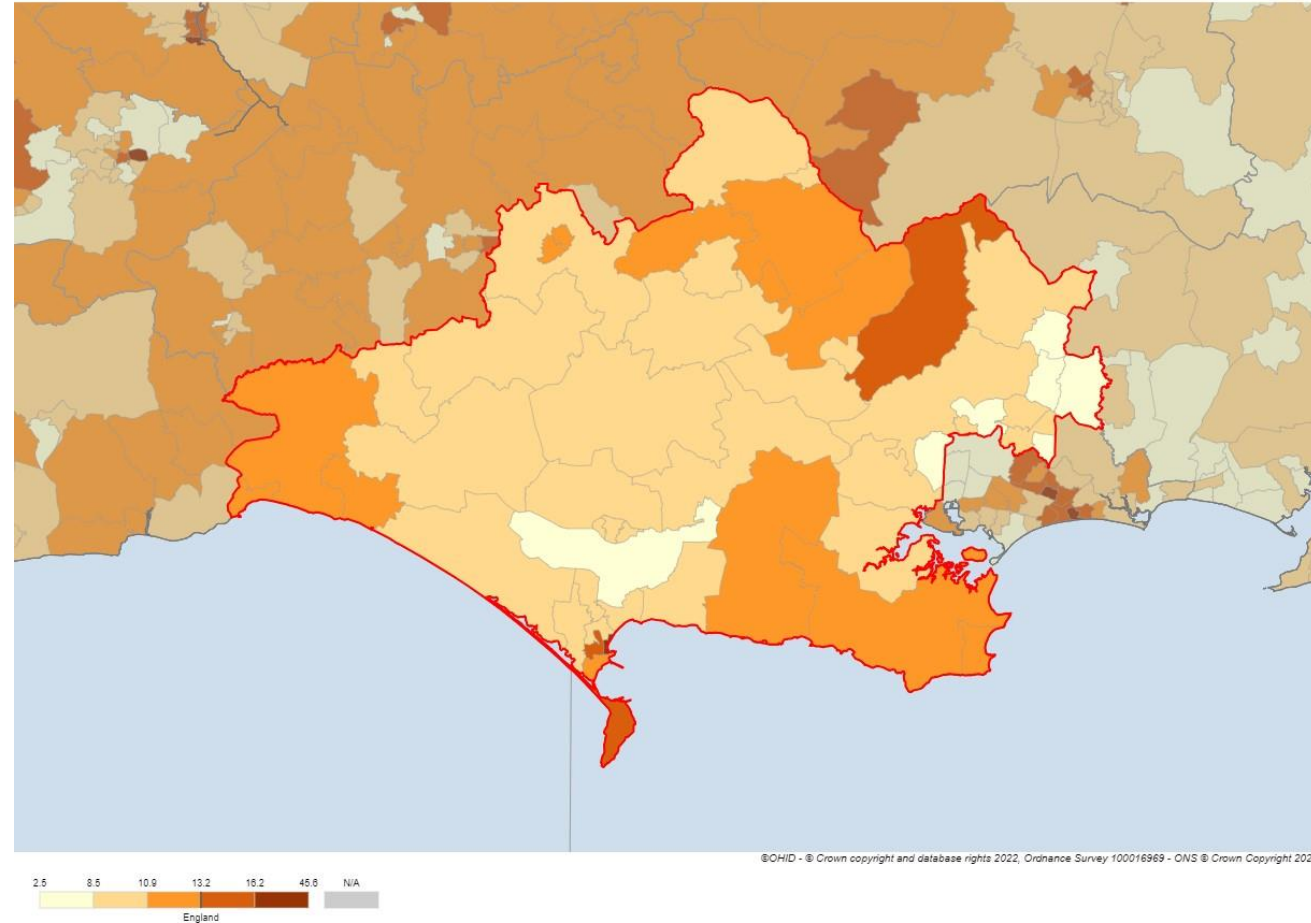 ©OHID - © Crown copyright and database rights 2022, Ordnance Survey 100016969 - ONS © Crown Copyright 202
2.5 8.5 10.9 13.2 16.2 45.6 N/A
England